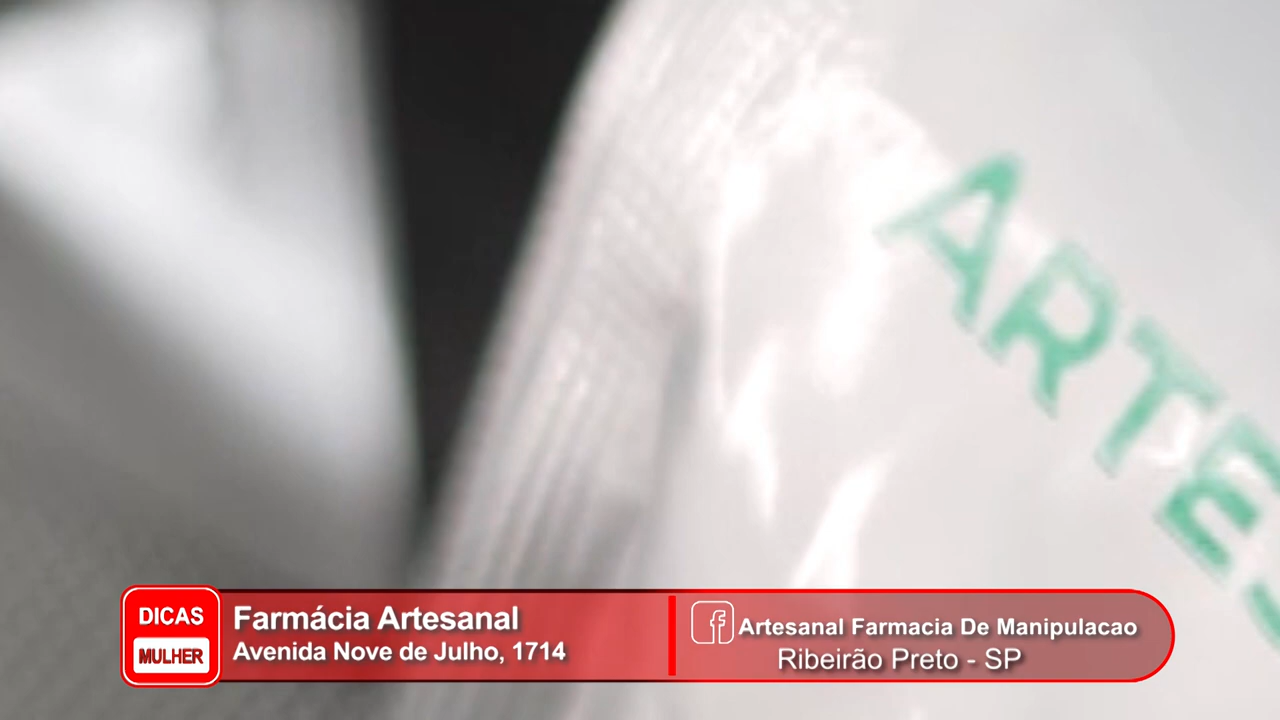 ARTES
DICAS
MULHER
Farmácia Artesanal
Avenida Nove de Julho, 1714
Artesanal Farmacia De Manipulacao
Ribeirão Preto - SP